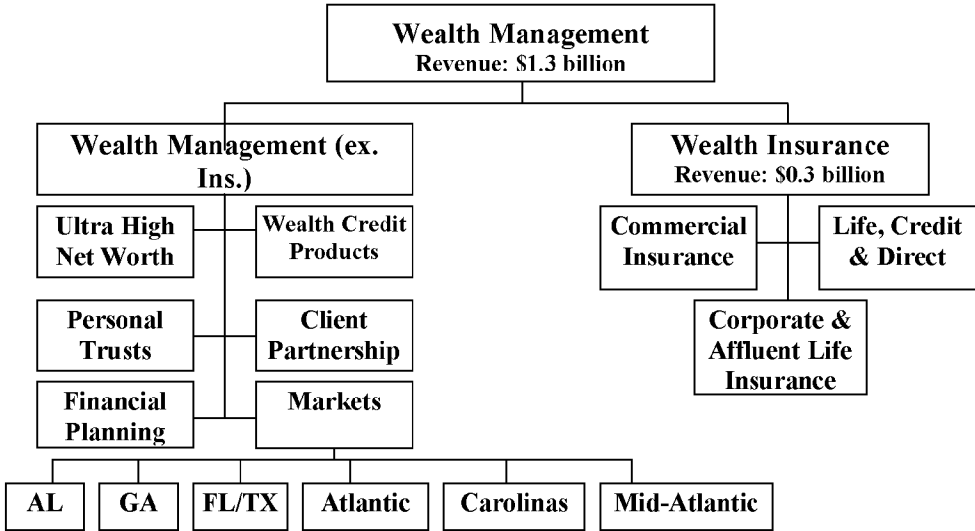 Wealth Management
Revenue: $1.3 billion
Wealth Management (ex.
Ins.)
Wealth Insurance
Revenue: $0.3 billion
Ultra High
Net Worth
Wealth Credit
Products
Commercial
Insurance
Life, Credit
& Direct
Personal
Trusts
Client
Partnership
Corporate &
Affluent Life
Insurance
Financial
Planning
Markets
AL
GA
FL/TX
Atlantic
Carolinas
Mid-Atlantic